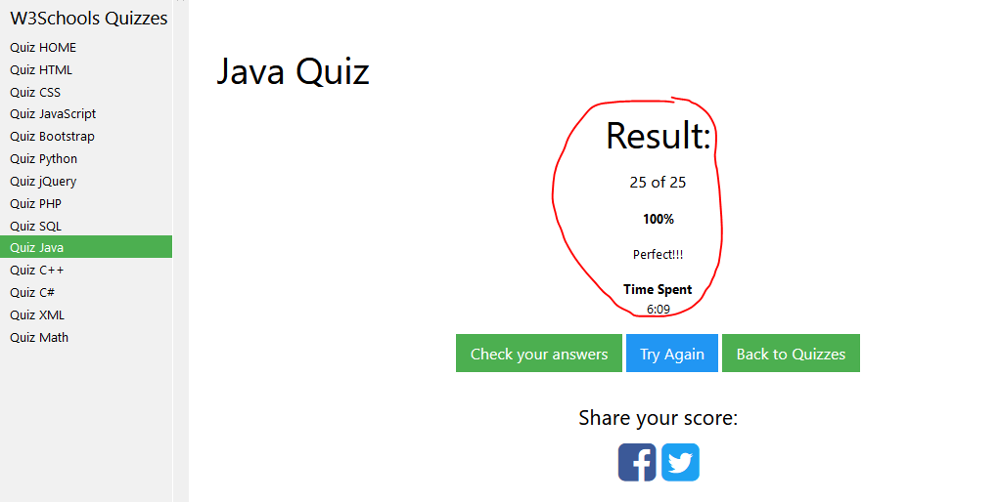 W3Schools Quizzes
Quiz HOME
Quiz HTML
Quiz CSS
Quiz JavaScript
Quiz Bootstrap
Quiz Python
Quiz jQuery
Quiz PHP
Quiz SQL
Quiz Java
Quiz C++
Quiz C#
Quiz XML
Quiz Math
Java Quiz
Result:
25 of 25
100%
Perfect!!!
Time Spent
6:09
Check your answers Try Again Back to Quizzes
Share your score: